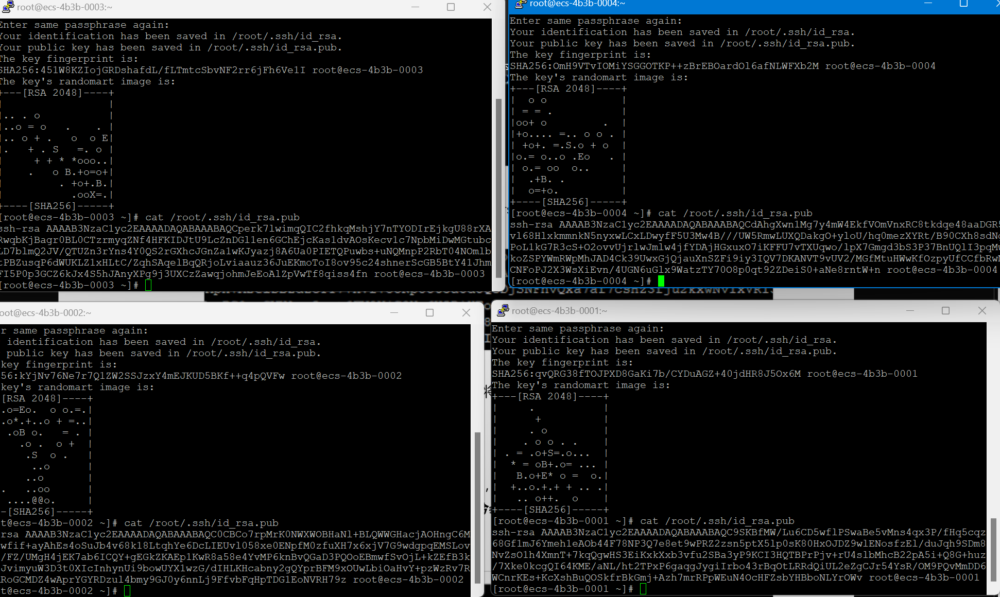 root@ecs-4b3b-0003:~
Enter same passphrase again:
Your identification has been saved in /root/.ssh/id_rsa.
Your public key has been saved in /root/.ssh/id_rsa.pub.
The key fingerprint is:
SHA256:451W8KZIojGRDshafdL/fLTmtcSbvNF2rr6jFh6Ve1I root@ecs-4b3b-0003
The key's randomart image is:
+---[RSA 2048]----+
|                 |
|.. . o           |
|..o = o   .    . |
|.. o + .   o  o E|
|.   + . S   =. o |
|     + + * *ooo..|
|    .   o B.+o=o+|
|         . +o+.B.|
|           .ooX=.|
+----[SHA256]-----+
[root@ecs-4b3b-0003 ~]# cat /root/.ssh/id_rsa.pub
ssh-rsa AAAAB3NzaC1yc2EAAAADAQABAAABAQCperk7lwimqQIC2fhkqMshjY7nTYODIrEjkgU88rXA
RwqbKjBagr0BL0CTzrmyqZNf4HFKIDJtU9LcZnDGl1en6GChEjcKas1dvAOsKecv1c7NpbMiDwMGtubc
LD7blmQ2JV/QTUZn3rYns4Y0QS2rGXhcJGnZa1wKJyazj8A6Ua0PIETQPuwbs+uNQMnpP2RbT04NOmlb
tPBZusqP6dWUKLZ1xHLtC/ZqhSAqelBqQRjoLviaauz36JuEKmoToI8ov95c24shnerScGB5BtY41Jhm
FI5P0p3GCZ6kJx4S5hJAnyXPg9j3UXCzZawqjohmJeEoAlZpVwTf8qiss4fn root@ecs-4b3b-0003
[root@ecs-4b3b-0003 ~]#
root@ecs-4b3b-0004:~
Enter same passphrase again:
Your identification has been saved in /root/.ssh/id_rsa.
Your public key has been saved in /root/.ssh/id_rsa.pub.
The key fingerprint is:
SHA256:OmH9VTvIOMiYSGGOTKP++zBrEBOardOl6afNLWFXb2M root@ecs-4b3b-0004
The key's randomart image is:
+---[RSA 2048]----+
|  o o            |
| = = .           |
|oo+ o         .  |
|+o.... =.. o o . |
| +o+. =.S.o + o  |
|o.= o..o .Eo   . |
| o.= oo  o..     |
|  .+B. .         |
|  o=+o.          |
+----[SHA256]-----+
[root@ecs-4b3b-0004 ~]# cat /root/.ssh/id_rsa.pub
ssh-rsa AAAAB3NzaC1yc2EAAAADAQABAAABAQCdAhgXwn1Mg7y4mW4EkfVOmVnxRC8tkdqe48aaDGR5
vl68HlxkmmnkN5nyxwLCxLDwyfF5U3Mw4B///UW5RmwLUXQDakgO+yloU/hq0mezXYRt/B90CXh8sdN
PoL1kG7R3cS+O2ovvUjrlwJmlw4jfYDAjHGxuxO7iKFFU7vTXUqwo/lpX7Gmgd3bS3P37BnUQlI3pqM
koZSPYWmRWpMhJAD4Ck39UwxGjQjauXnSZFi9iy3IQV7DKANVT9vUV2/MGfMtuHWwKfOzpyUfCCfbRw
CNFoPJ2X3WsXiEvn/4UGN6uGlx9WatzTY70O8p0qt92ZDeiS0+aNe8rntW+n root@ecs-4b3b-0004
[root@ecs-4b3b-0004 ~]#
oot@ecs-4b3b-0002:~
r same passphrase again:
identification has been saved in /root/.ssh/id_rsa.
public key has been saved in /root/.ssh/id_rsa.pub.
key fingerprint is:
56:kYjNv76Ne7r7Q1ZW2SSJzxY4mEJKUD5BKf++q4pQVFw root@ecs-4b3b-0002
key's randomart image is:
[RSA 2048]----+
.o=Eo.  o o.=.|
.o*.+..o + =..|
 .oB o.   = . |
   .o .  o +  |
    .S  o .   |
     ..o      |
    ..o       |
.   ..oo      |
 ....@@o.     |
-[SHA256]-----+
t@ecs-4b3b-0002 ~]# cat /root/.ssh/id_rsa.pub
rsa AAAAB3NzaC1yc2EAAAADAQABAAABAQC0CBCo7rpMrK0NWXWOBHaNl+BLQWWGHacjAOHngC6M
wfif+ayAhEs4oSuJb4v68k18LtqhYe6DcLIEUvl058xe0ENpfM0zfuXH7x6xjV7G9wdgpqEMSLov
/FZ/UMgH4jEK7ab6ICQY+gEGkZKAEp1KwR8a58e4YvMP6knBvQGaD3PQOoEBmwfSvOjL+kZEfB3k
JvimyuW3D3t0XIcInhynUi9bowUYX1wzG/dIHLKHcabny2gQYprBFM9xOUwLbiOaHvY+pzWzRv7R
RoGCMDZ4wAprYGYRDzul4bmy9GJ0y6nnLj9FfvbFqHpTDG1EoNVRH79z root@ecs-4b3b-0002
t@ecs-4b3b-0002 ~]#
root@ecs-4b3b-0001:~
Enter same passphrase again:
Your identification has been saved in /root/.ssh/id_rsa.
Your public key has been saved in /root/.ssh/id_rsa.pub.
The key fingerprint is:
SHA256:qvQRG38fTOJPXD8GaKi7b/CYDuAGZ+40jdHR8J5Ox6M root@ecs-4b3b-0001
The key's randomart image is:
+---[RSA 2048]----+
|     .           |
|      +          |
|     . o         |
|    . o o . .    |
| . = .o+S=.o...  |
|  * = oB+.o= ... |
|   B.o+E* o =  o.|
|  +..o.+.+ + .. .|
|   .. o++.  o    |
+----[SHA256]-----+
[root@ecs-4b3b-0001 ~]# cat /root/.ssh/id_rsa.pub
ssh-rsa AAAAB3NzaC1yc2EAAAADAQABAAABAQC9SKBfMW/Lu6CD5wflPSwaBe5vMns4qx3P/fHq5cqz
68Gf1mJ6Ymeh1eAOb44F78NP3Q7e8et9wPRZ2zsn5ptX5lp0sK80HxOJDZ9wlENosfzEl/duJqh9SDm8
NvZsO1h4XmnT+7kqQgwHS3EiKxkXxb3vfu2SBa3yP9KCI3HQTBPrPjv+rU4slbMhcB22pA5i+Q8G+huz
/7Xke0kcgQI64KME/aNL/ht2TPxP6gaqgJygiIrbo43rBqOtLRRdQiUL2eZgCJr54YsR/OM9PQvMmDD6
WCnrKEs+KcXshBuQOSkfrBkGmj+Azh7mrRPpWEuN4OcHFZsbYHBboNLYrOWv root@ecs-4b3b-0001
[root@ecs-4b3b-0001 ~]#